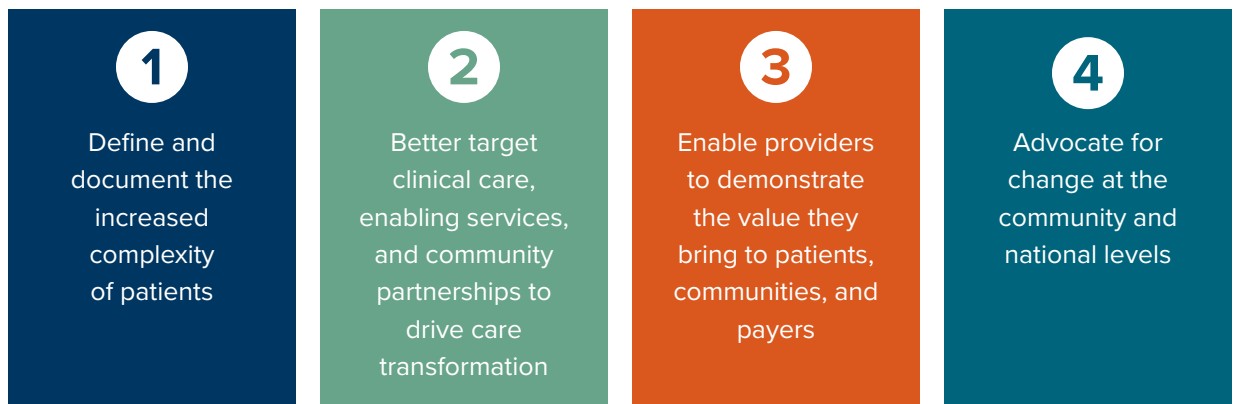 1
Define and
document the
increased
complexity
of patients
2
Better target
clinical care,
enabling services,
and community
partnerships to
drive care
transformation
3
Enable providers
to demonstrate
the value they
bring to patients,
communities, and
payers
4
Advocate for
change at the
community and
national levels